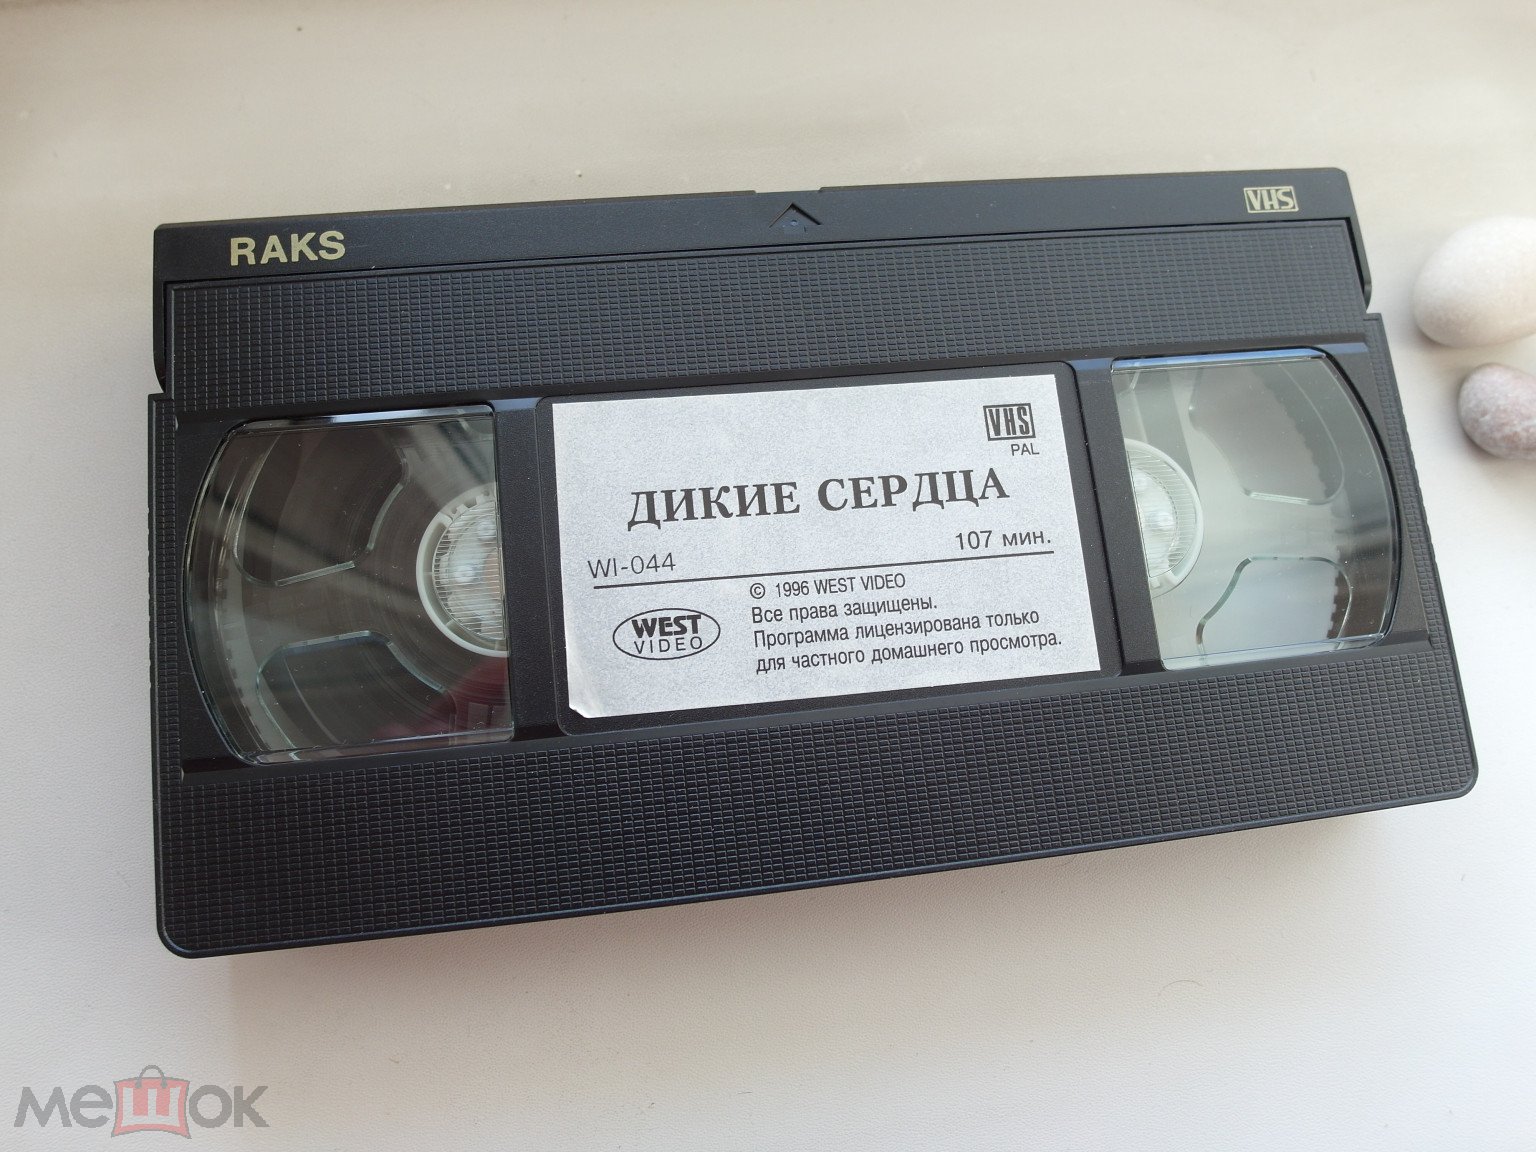 RAKS
VHS
VHS
PAL
ДИКИЕ СЕРДЦА
107 мин.
WI-044
© 1996 WEST VIDEO
Все права защищены.
Программа лицензирована только
для частного домашнего просмотра.
WEST
VIDEO
мешок